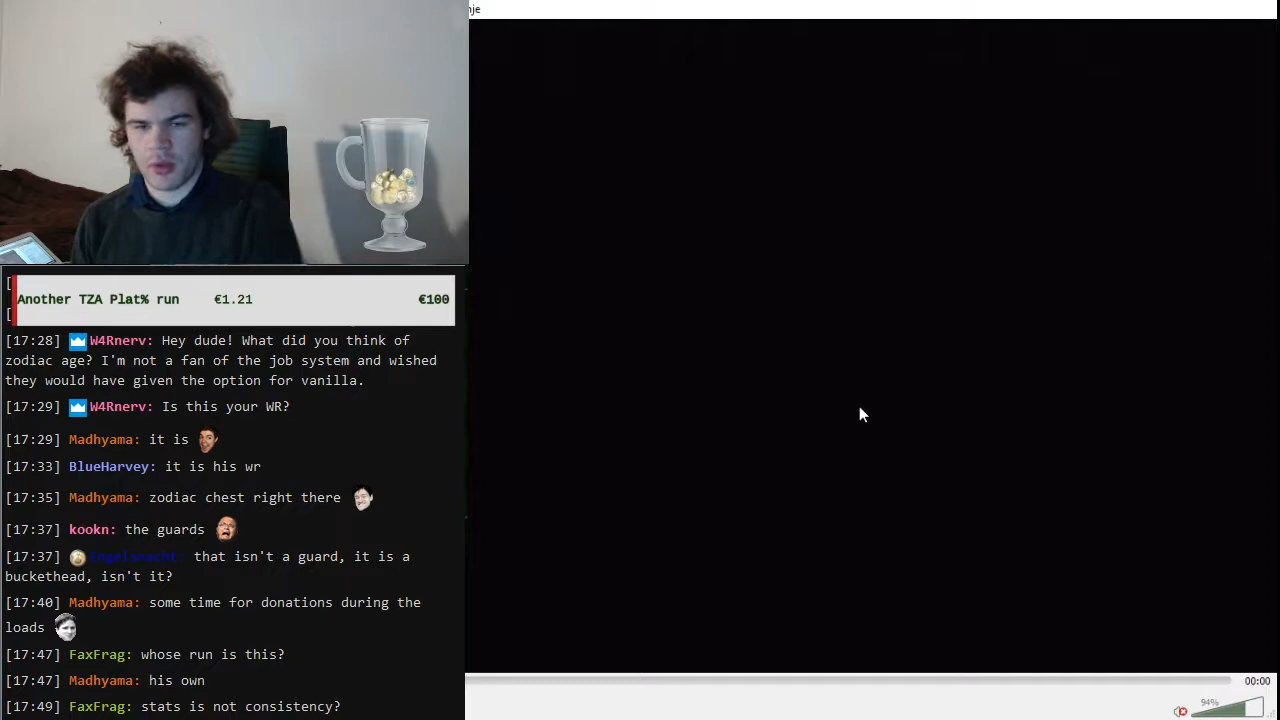 nje
[
Another TZA Plat% run €1.21 €100
[
[17:28] W4Rnerv: Hey dude! What did you think of
zodiac age? I'm not a fan of the job system and wished
they would have given the option for vanilla.
[17:29] W4Rnerv: Is this your WR?
[17:29] Madhyama: it is
[17:33] BlueHarvey: it is his wr
[17:35] Madhyama: zodiac chest right there
[17:37] kookn: the guards
[17:37] Engelsnacht: that isn't a guard, it is a
buckethead, isn't it?
[17:40] Madhyama: some time for donations during the
loads
[17:47] FaxFrag: whose run is this?
[17:47] Madhyama: his own
[17:49] FaxFrag: stats is not consistency?
00:00
94%